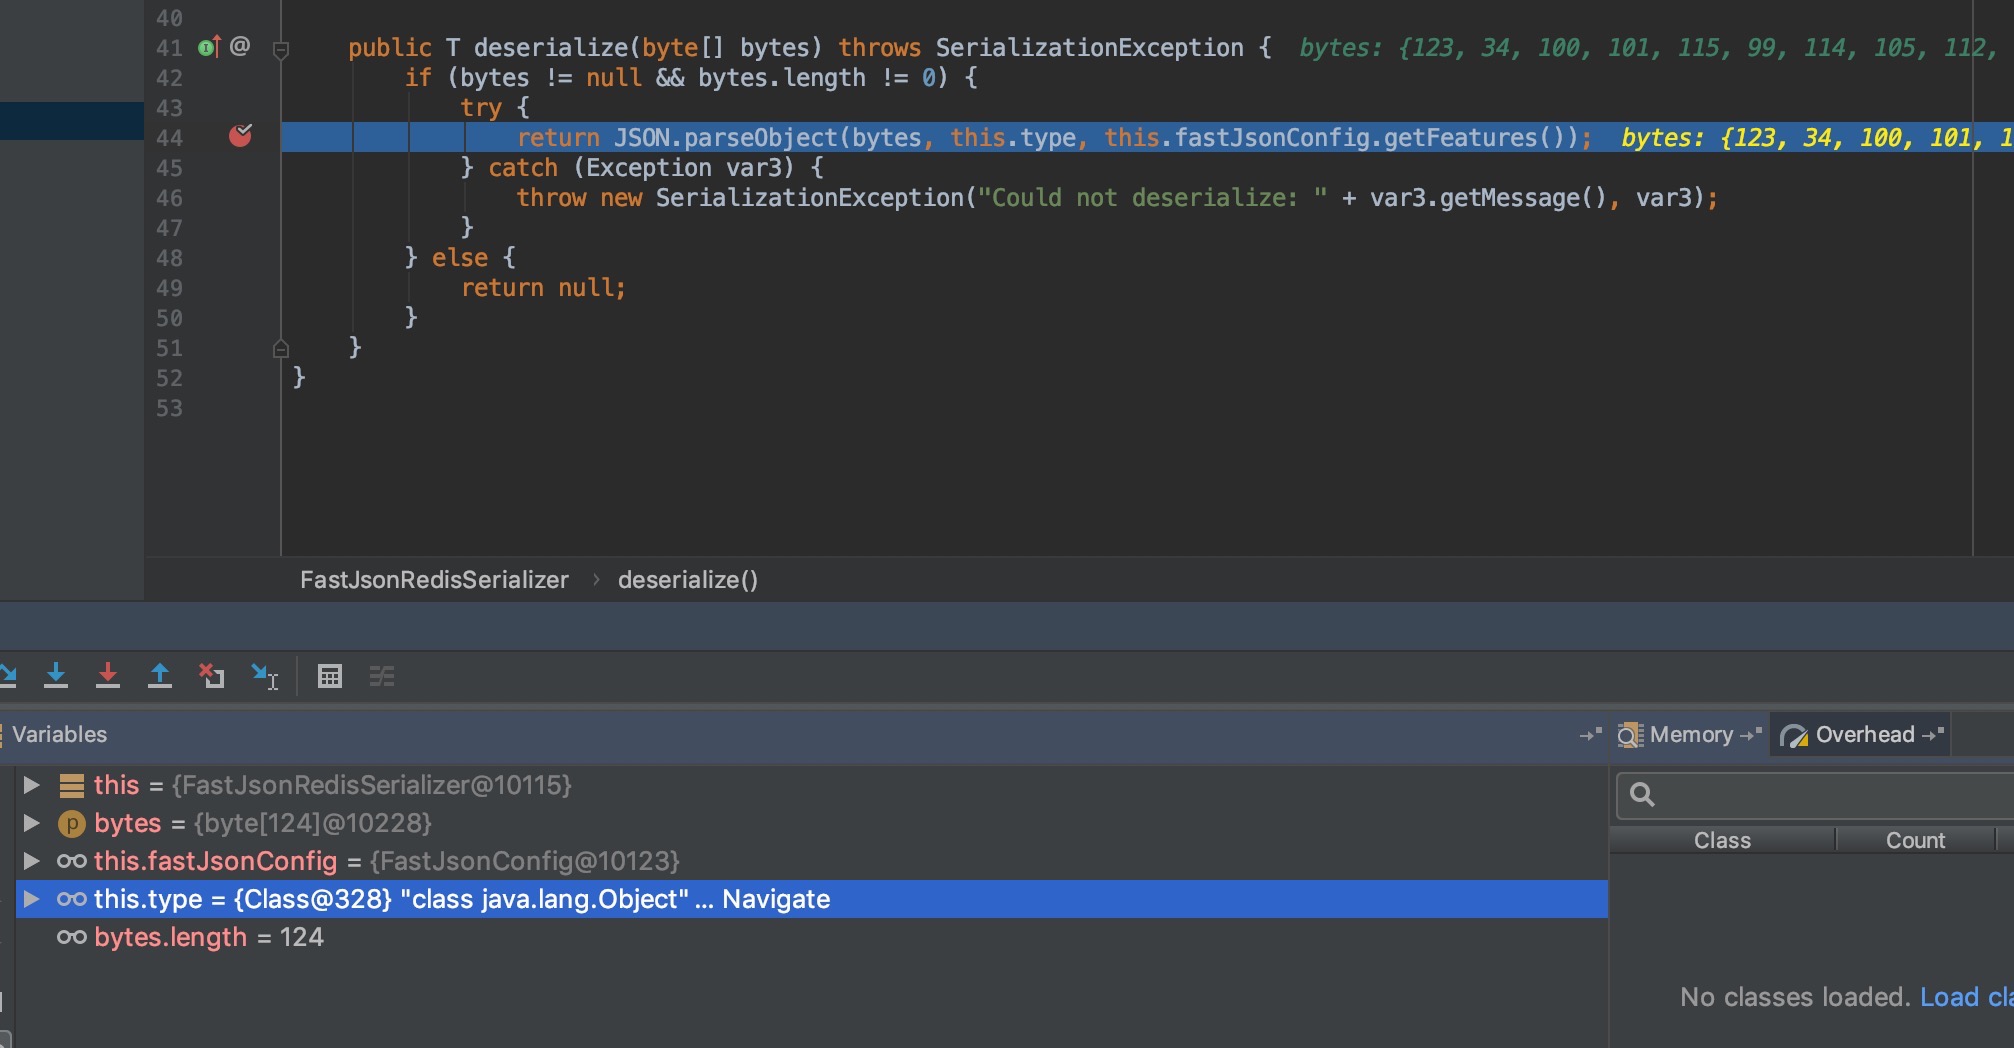 40
41 @ public T deserialize(byte[] bytes) throws SerializationException { bytes: {123, 34, 100, 101, 115, 99, 114, 105, 112,
42 if (bytes != null && bytes.length != 0) {
43 try {
44 return JSON.parseObject(bytes, this.type, this.fastJsonConfig.getFeatures()); bytes: {123, 34, 100, 101, 1
45 } catch (Exception var3) {
46 throw new SerializationException("Could not deserialize: " + var3.getMessage(), var3);
47 }
48 } else {
49 return null;
50 }
51 }
52 }
53
FastJsonRedisSerializer › deserialize()
Variables
Memory
Overhead
this = {FastJsonRedisSerializer@10115}
p bytes = {byte[124]@10228}
this.fastJsonConfig = {FastJsonConfig@10123}
this.type = {Class@328} "class java.lang.Object" ... Navigate
bytes.length = 124
Class Count
No classes loaded. Load cla